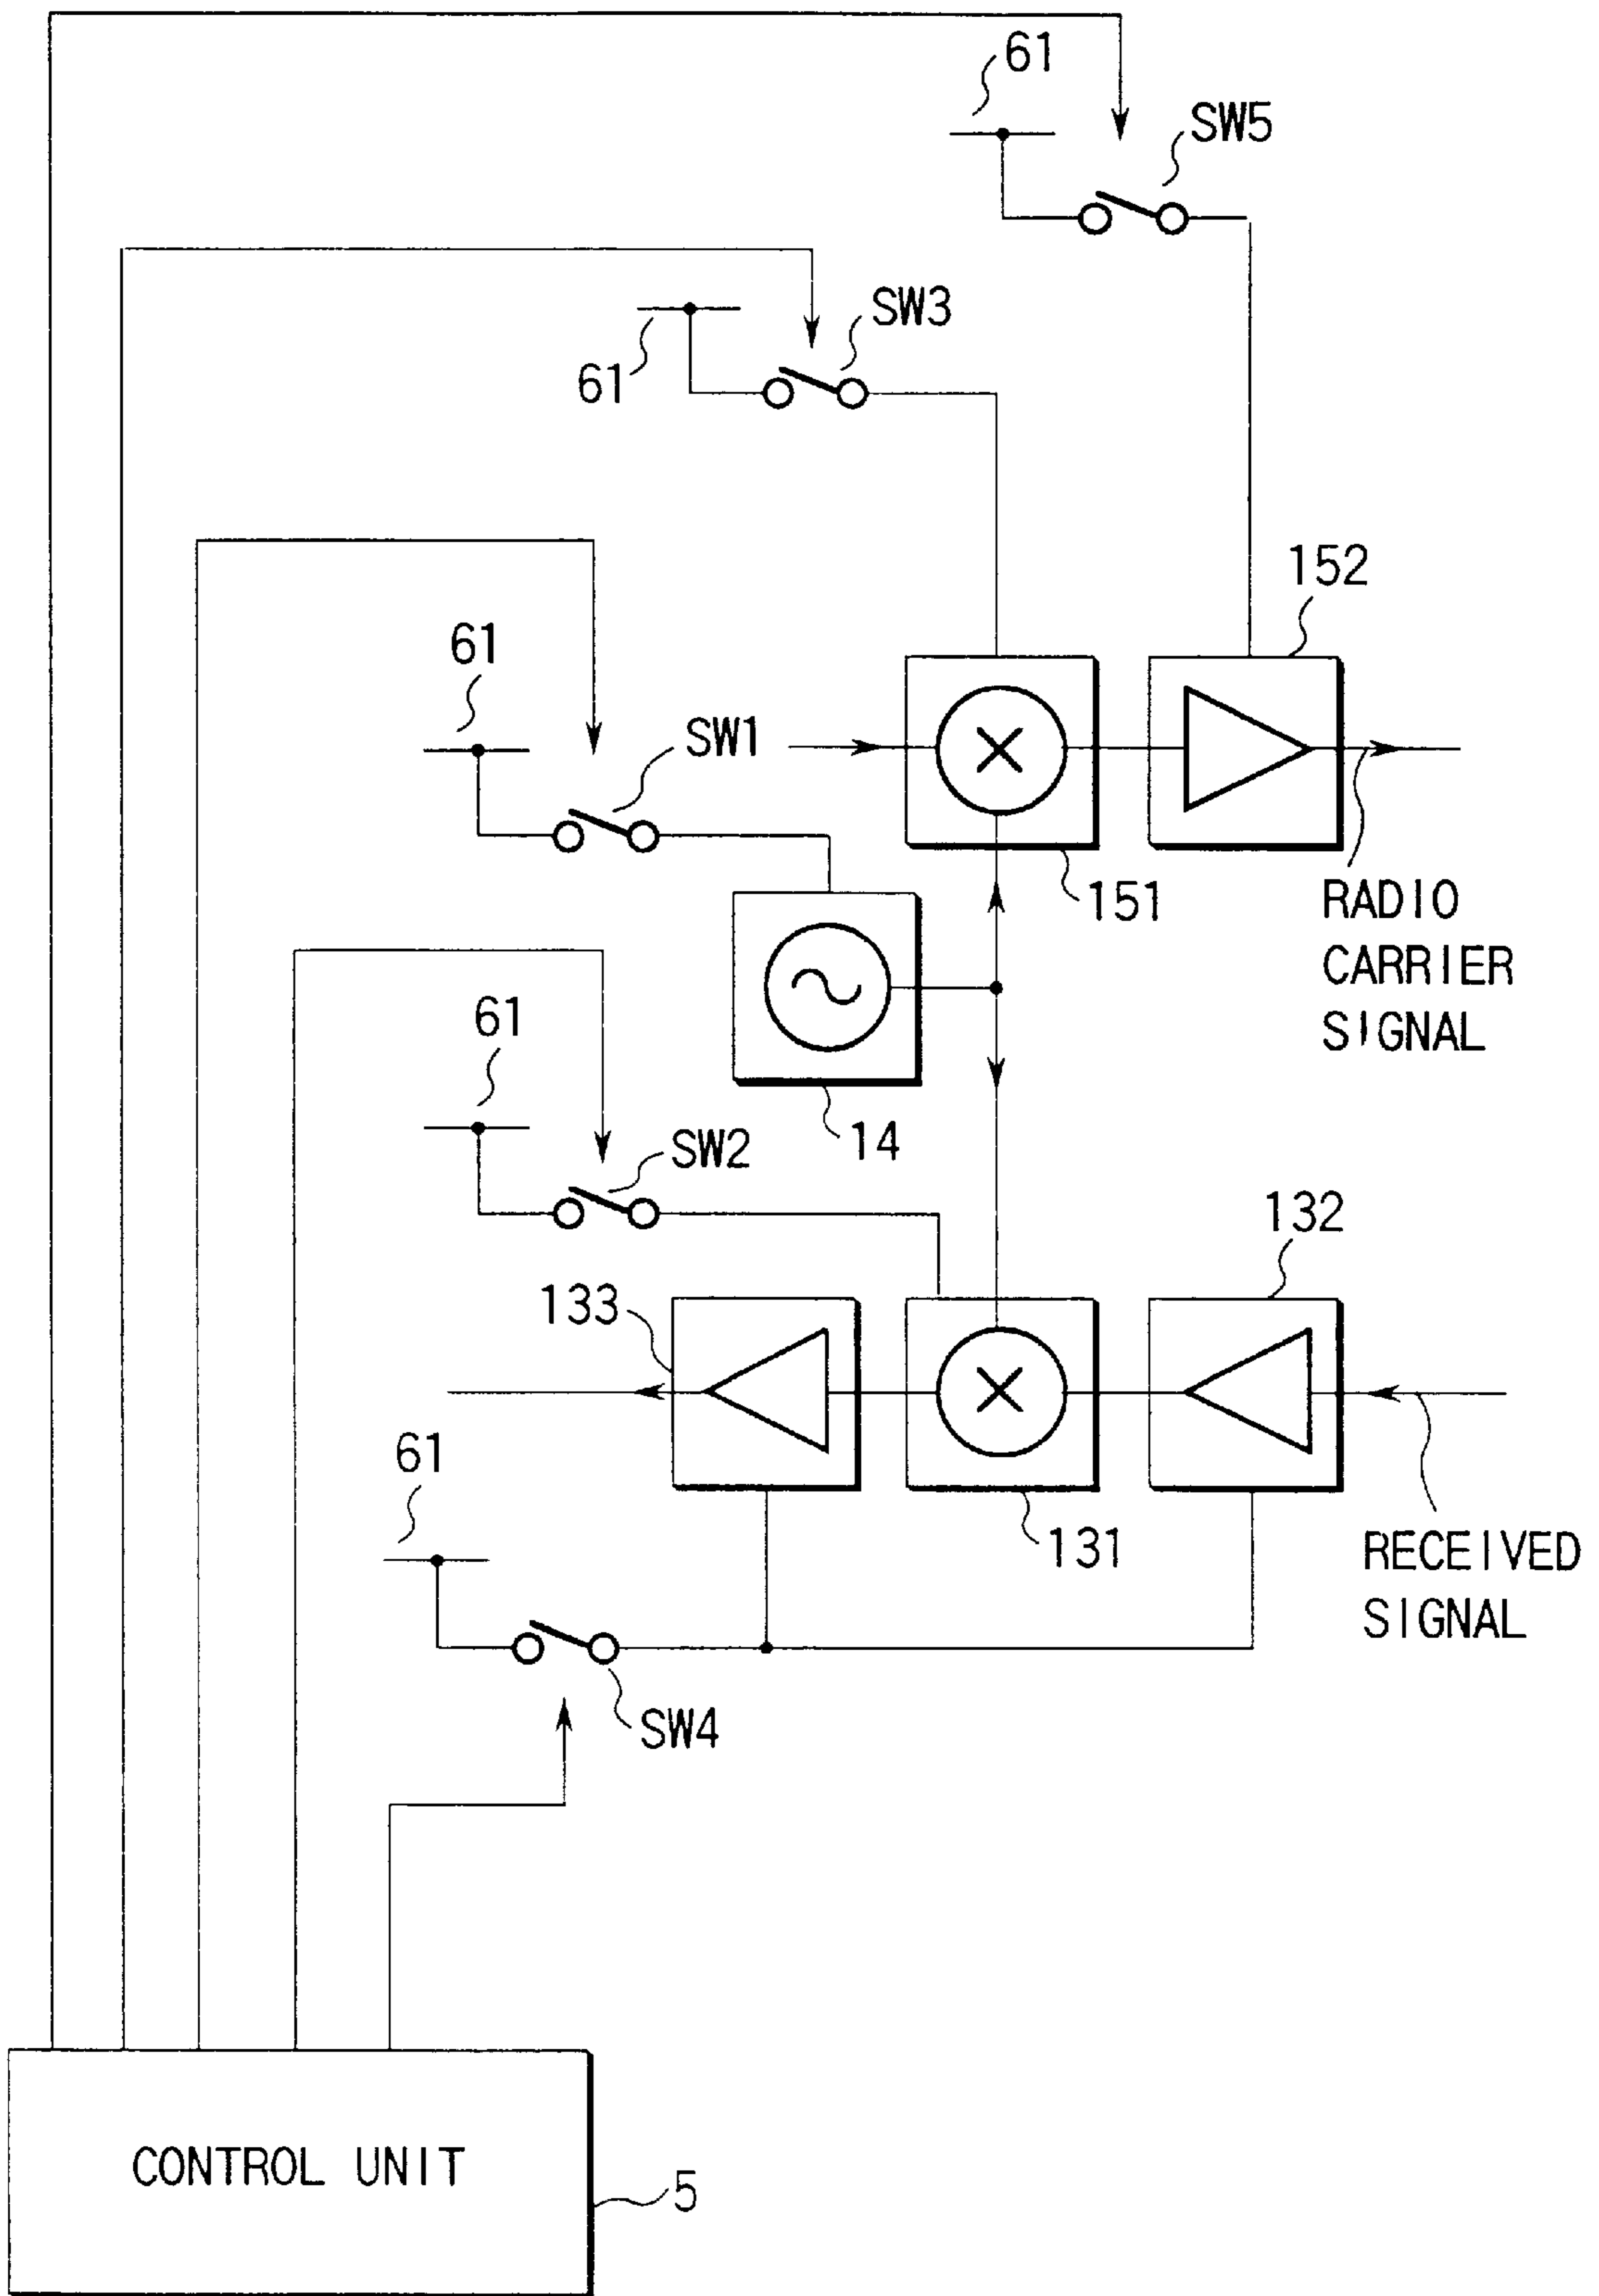 61
SW5
SW3
61
152
61
SW1
151
RADIO
CARRIER
SIGNAL
61
14
SW2
132
133
61
131
RECEIVED
SIGNAL
SW4
CONTROL UNIT
5